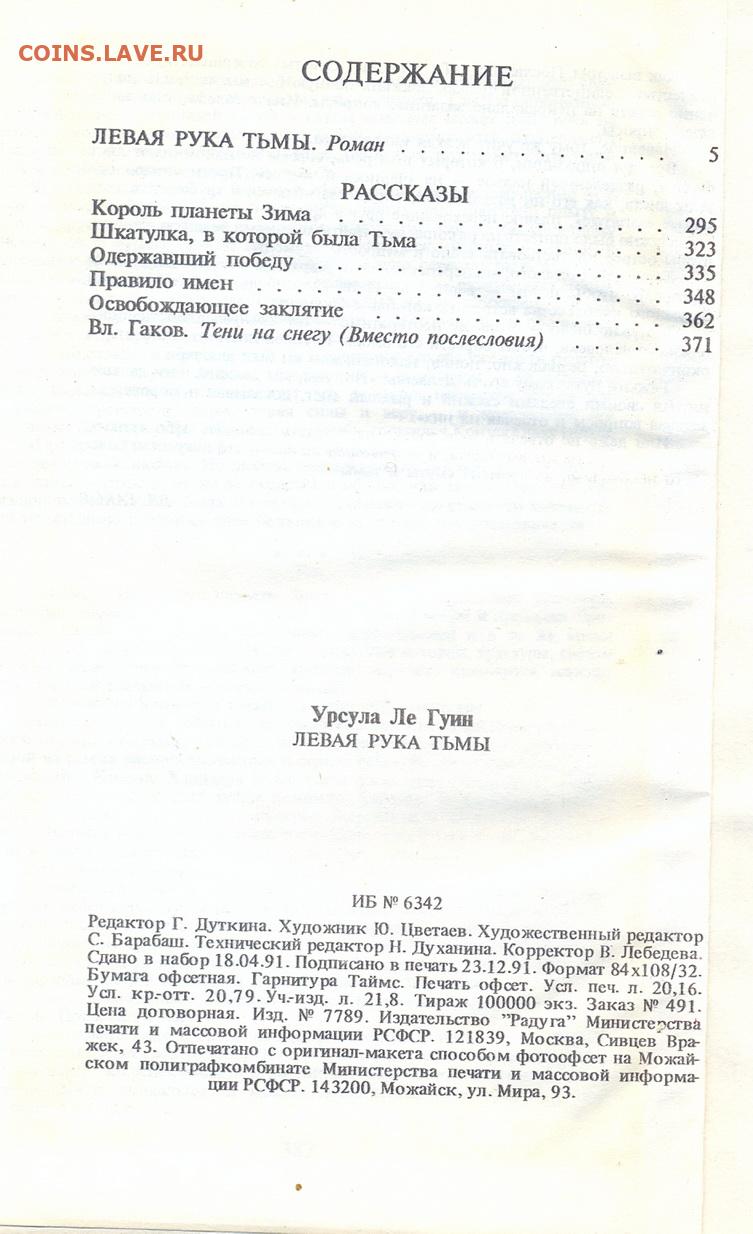 COINS.LAVE.RU
СОДЕРЖАНИЕ
ЛЕВАЯ РУКА ТЬМЫ. Роман . . . . . . . . . . . . . . . 5
РАССКАЗЫ
Король планеты Зима . . . . . . . . . . . . . . . . . . 295
Шкатулка, в которой была Тьма . . . . . . . . . . . . . 323
Одержавший победу . . . . . . . . . . . . . . . . . . . 335
Правило имен . . . . . . . . . . . . . . . . . . . . . . 348
Освобождающее заклятие . . . . . . . . . . . . . . . . 362
Вл. Гаков. Тени на снегу (Вместо послесловия) . . . . . 371
Урсула Ле Гуин
ЛЕВАЯ РУКА ТЬМЫ
ИБ № 6342
Редактор Г. Дуткина. Художник Ю. Цветаев. Художественный редактор
С. Барабаш. Технический редактор Н. Духанина. Корректор В. Лебедева.
Сдано в набор 18.04.91. Подписано в печать 23.12.91. Формат 84х108/32.
Бумага офсетная. Гарнитура Таймс. Печать офсет. Усл. печ. л. 20,16.
Усл. кр-отт. 20,79. Уч.-изд. л. 21,8. Тираж 100000 экз. Заказ № 491.
Цена договорная. Изд. № 7789. Издательство "Радуга" Министерства
печати и массовой информации РСФСР. 121839, Москва, Сивцев Вра-
жек, 43. Отпечатано с оригинал-макета способом фотоофсет на Можай-
ском полиграфкомбинате Министерства печати и массовой информа-
ции РСФСР. 143200, Можайск, ул. Мира, 93.